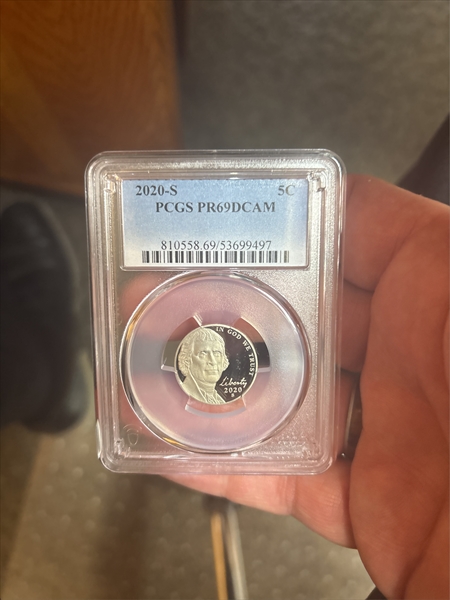 2020-S 5C
PCGS PR69DCAM
810558.69/53699497
IN GOD WE TRUST
Liberty
2020
S